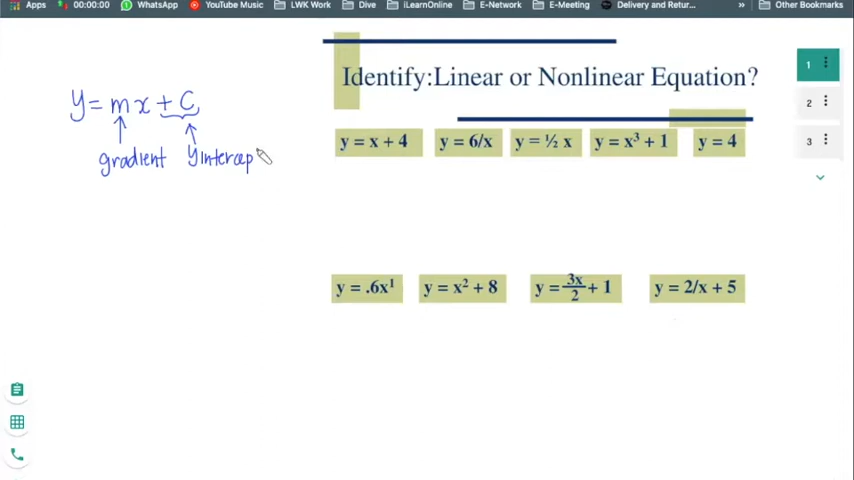 Apps 00:00:00 WhatsApp YouTube Music LWK Work Dive iLearnOnline E-Network E-Meeting Delivery and Retur... » Other Bookmarks
Identify:Linear or Nonlinear Equation?
y = mx + c
gradient yintercep
y = x + 4 y = 6/x y = ½ x y = x³ + 1 y = 4
y = .6x¹ y = x² + 8 y = 3x/2 + 1 y = 2/x + 5
1
2
3